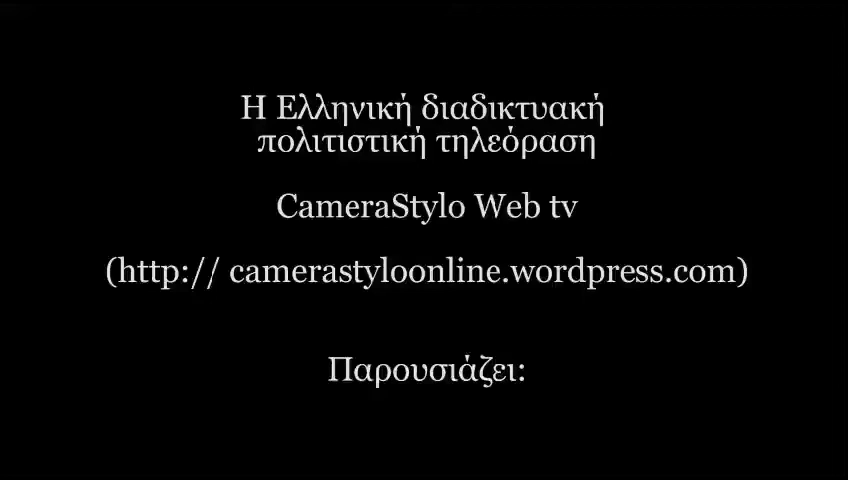 Η Ελληνική διαδικτυακή
πολιτιστική τηλεόραση
CameraStylo Web tv
(http:// camerastyloonline.wordpress.com)
Παρουσιάζει: